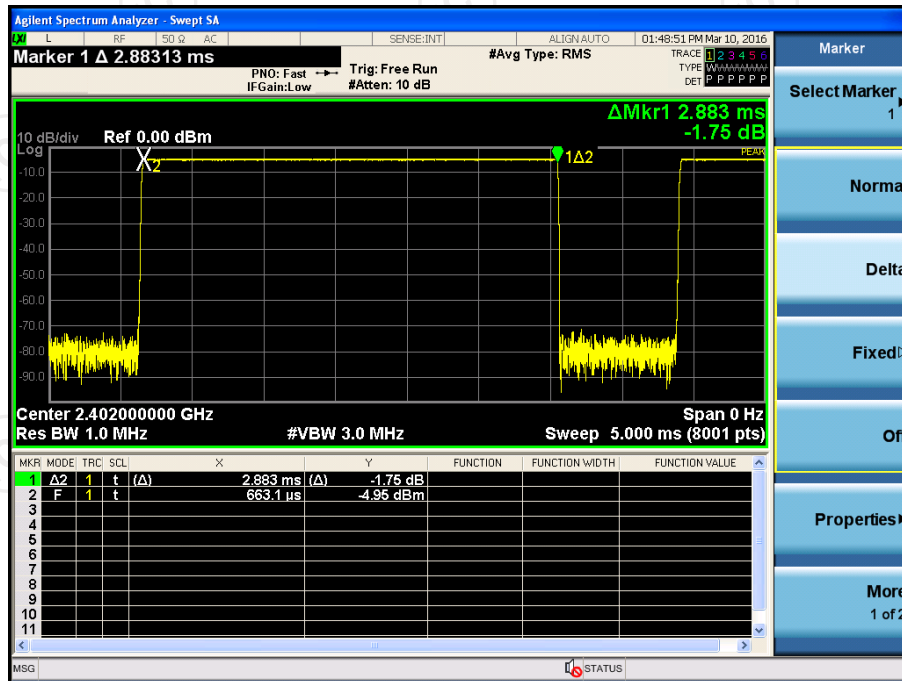 Agilent Spectrum Analyzer - Swept SA
LXI L RF 50 Ω AC SENSE:INT ALIGN AUTO 01:48:51 PM Mar 10, 2016
Marker 1 Δ 2.88313 ms
PNO: Fast
IFGain:Low
Trig: Free Run
#Atten: 10 dB
#Avg Type: RMS
TRACE 1 2 3 4 5 6
TYPE WWWWWW
DET P P P P P P
ΔMkr1 2.883 ms
-1.75 dB
10 dB/div Ref 0.00 dBm
Log
PEAK
X2
1Δ2
-10.0
-20.0
-30.0
-40.0
-50.0
-60.0
-70.0
-80.0
-90.0
Center 2.402000000 GHz Span 0 Hz
Res BW 1.0 MHz #VBW 3.0 MHz Sweep 5.000 ms (8001 pts)
MKR MODE TRC SCL X Y FUNCTION FUNCTION WIDTH FUNCTION VALUE
1 Δ2 1 t (Δ) 2.883 ms (Δ) -1.75 dB
2 F 1 t 663.1 µs -4.95 dBm
3
4
5
6
7
8
9
10
11
MSG STATUS
Marker
Select Marker
1
Norma
Delta
Fixed
Of
Properties
More
1 of 2